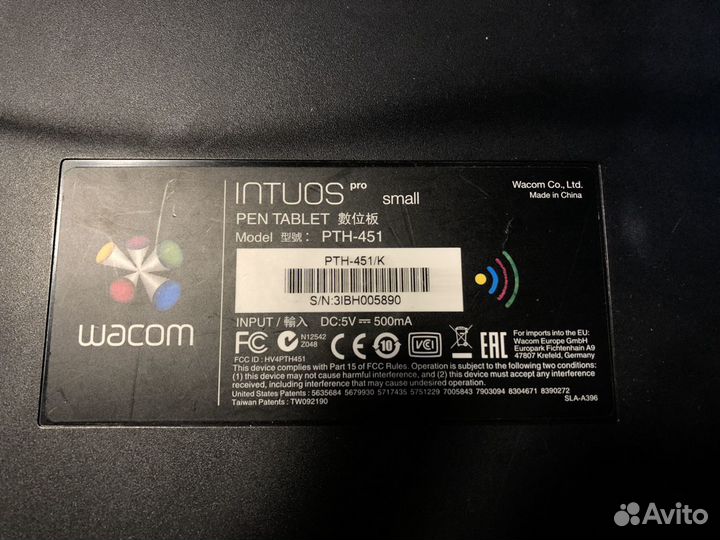 INTUOS pro small
PEN TABLET 數位板
Model 型號： PTH-451
Wacom Co., Ltd.
Made in China
PTH-451/K
S/N:3IBH005890
wacom
INPUT / 輸入 DC:5V 500mA
FC N12542 Z048 CE 10 VCI EAC
For imports into the EU:
Wacom Europe GmbH
Europark Fichtenhain A9
47807 Krefeld, Germany
FCC ID : HV4PTH451
This device complies with Part 15 of FCC Rules. Operation is subject to the following two conditions:
(1) this device may not cause harmful interference, and (2) this device must accept any interference
received, including interference that may cause undesired operation.
United States Patents : 5635684 5679930 5717435 5751229 7005843 7903094 8304671 8390272
Taiwan Patents : TW092190
SLA-A396
Avito